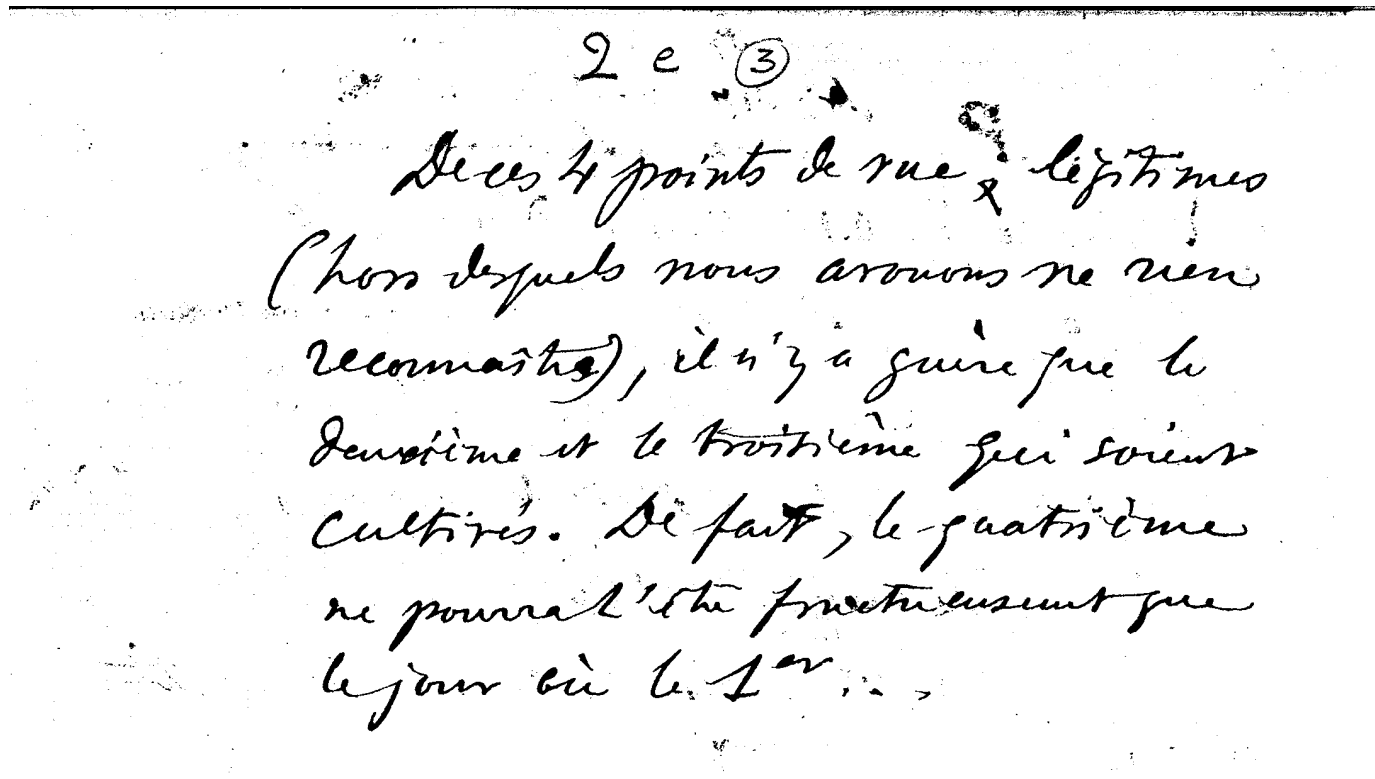 2 e ③
De ces 4 points de vue légitimes
(hors desquels nous avouons ne rien
reconnaître), il n'y a guère que le
deuxième et le troisième qui soient
cultivés. De fait, le quatrième
ne pourra l'être fructueusement que
le jour où le 1er...